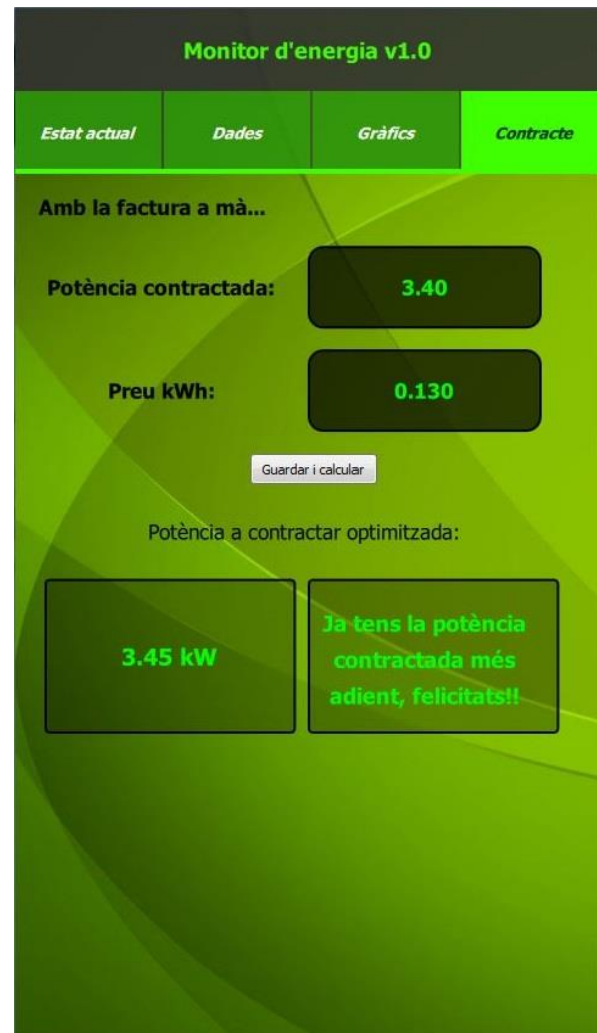 Monitor d'energia v1.0
Estat actual
Dades
Gràfics
Contracte
Amb la factura a mà...
Potència contractada:
3.40
Preu kWh:
0.130
Guardar i calcular
Potència a contractar optimitzada:
3.45 kW
Ja tens la potència
contractada més
adient, felicitats!!